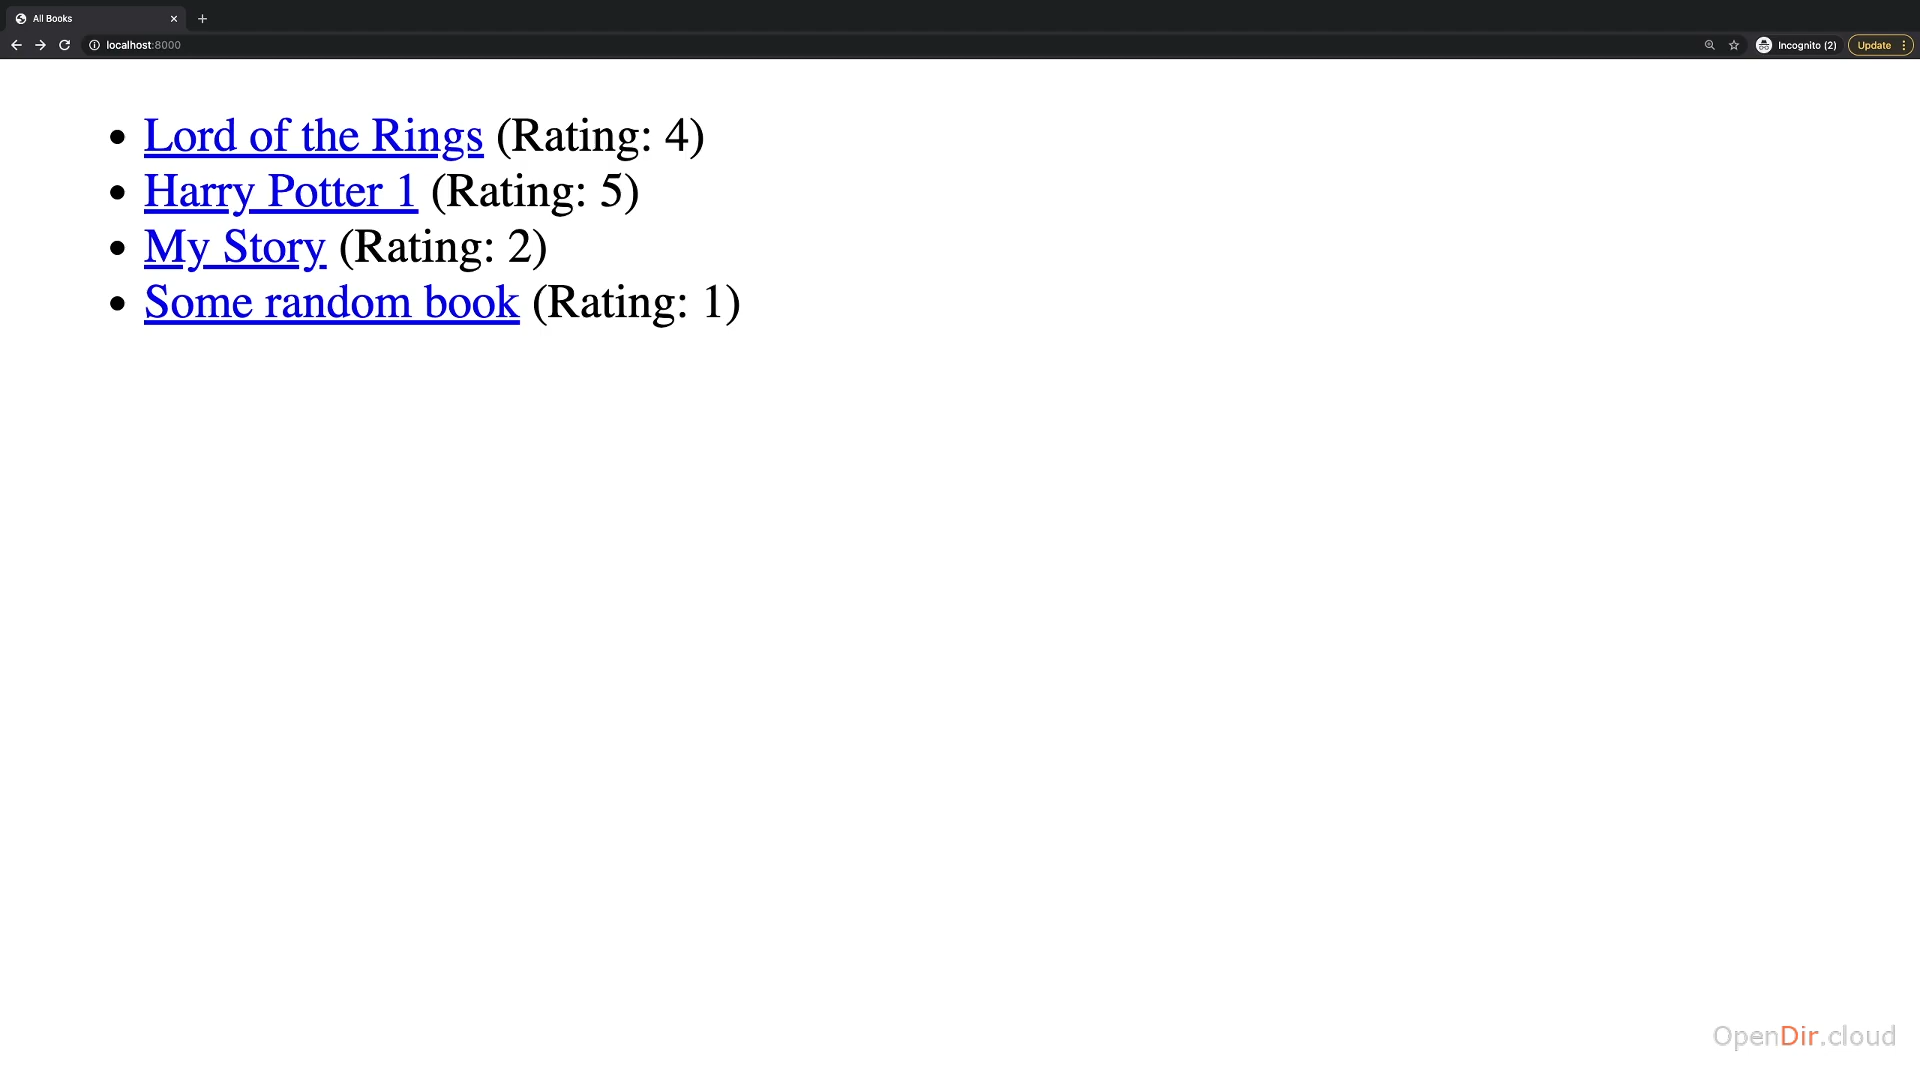 All Books
localhost:8000
Incognito (2)
Update
Lord of the Rings (Rating: 4)
Harry Potter 1 (Rating: 5)
My Story (Rating: 2)
Some random book (Rating: 1)
OpenDir.cloud